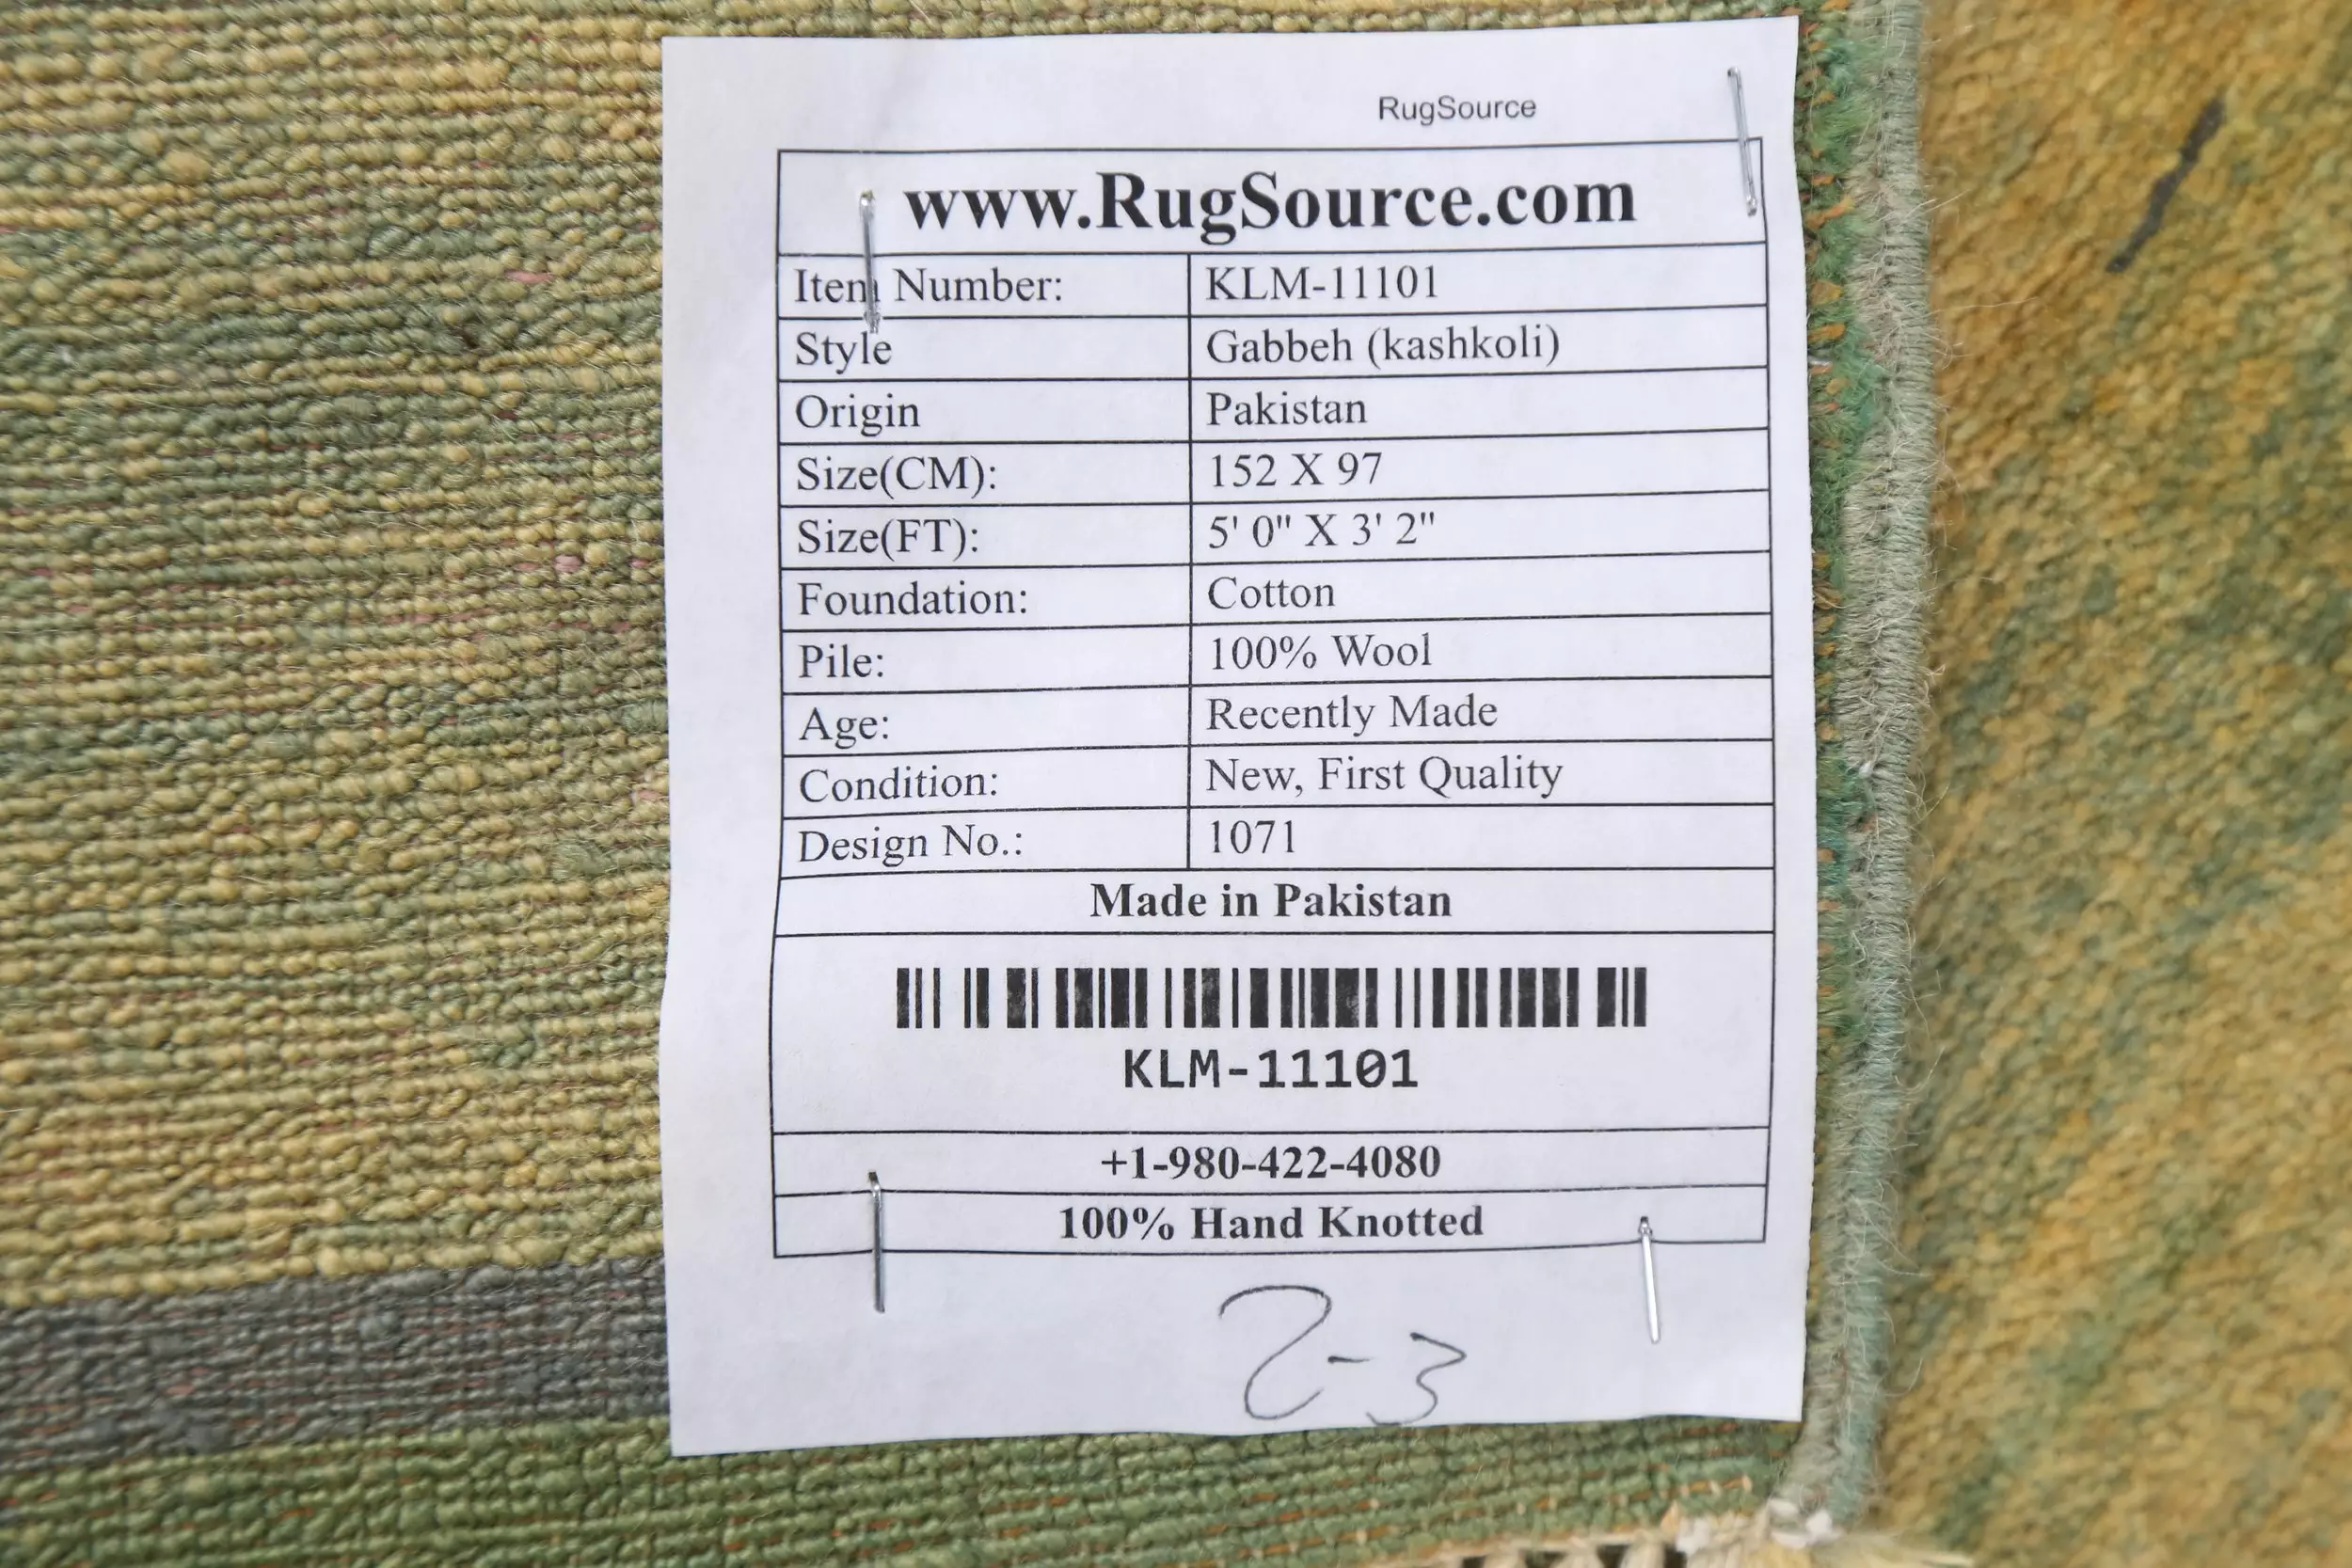 RugSource
www.RugSource.com
Item Number: KLM-11101
Style Gabbeh (kashkoli)
Origin Pakistan
Size(CM): 152 X 97
Size(FT): 5' 0" X 3' 2"
Foundation: Cotton
Pile: 100% Wool
Age: Recently Made
Condition: New, First Quality
Design No.: 1071
Made in Pakistan
KLM-11101
+1-980-422-4080
100% Hand Knotted